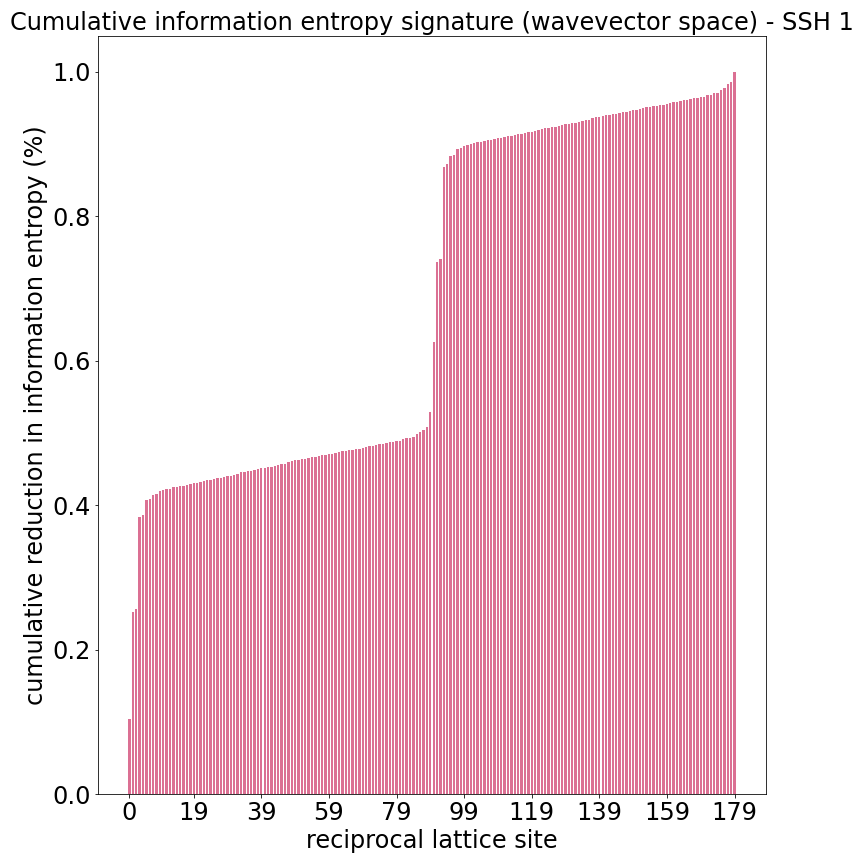 Cumulative information entropy signature (wavevector space) - SSH 1
cumulative reduction in information entropy (%)
1.0
0.8
0.6
0.4
0.2
0.0
0 19 39 59 79 99 119 139 159 179
reciprocal lattice site